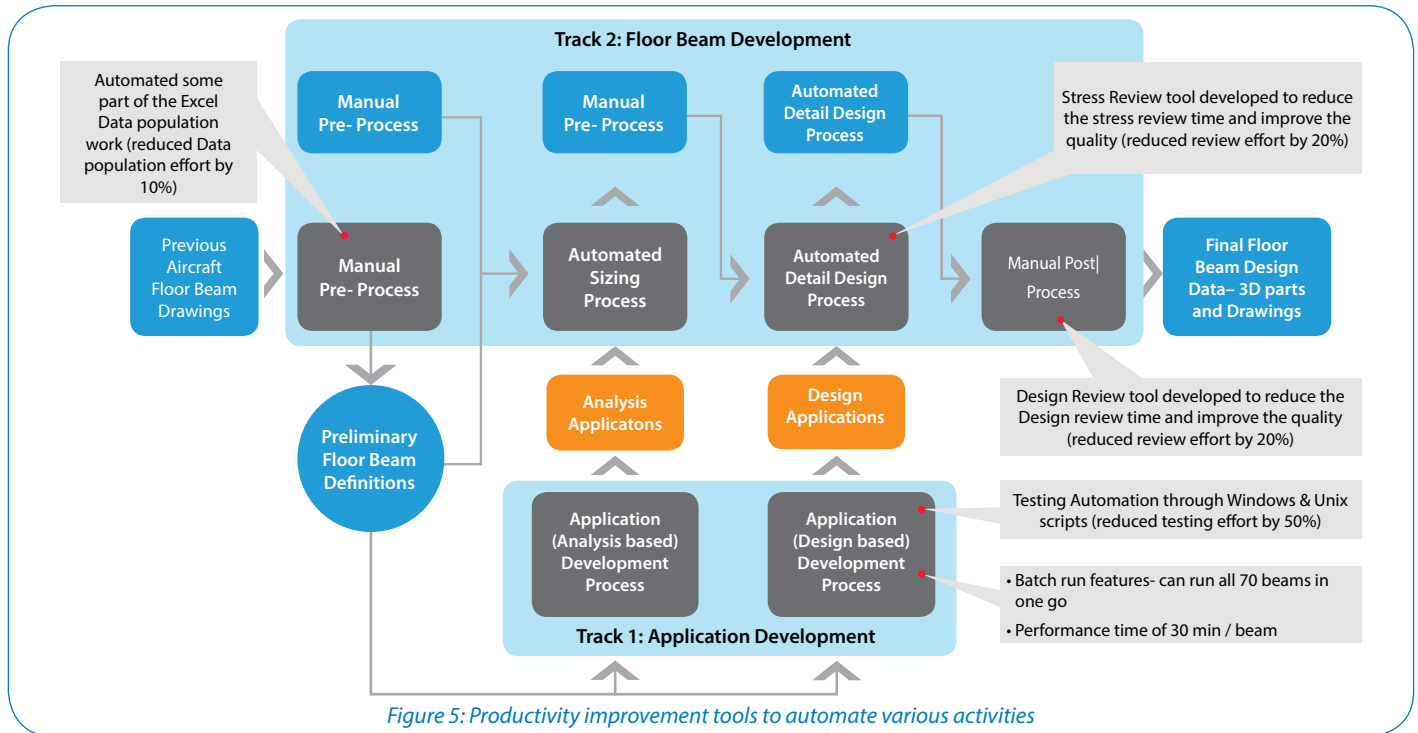 Track 2: Floor Beam Development
Automated some
part of the Excel
Data population
work (reduced Data
population effort by
10%)
Manual
Pre- Process
Manual
Pre- Process
Automated
Detail Design
Process
Stress Review tool developed to reduce
the stress review time and improve the
quality (reduced review effort by 20%)
Previous
Aircraft
Floor Beam
Drawings
Manual
Pre- Process
Automated
Sizing
Process
Automated
Detail Design
Process
Manual Post|
Process
Final Floor
Beam Design
Data– 3D parts
and Drawings
Preliminary
Floor Beam
Definitions
Analysis
Applicatons
Design
Applications
Design Review tool developed to reduce the
Design review time and improve the quality
(reduced review effort by 20%)
Application
(Analysis based)
Development
Process
Application
(Design based)
Development
Process
Testing Automation through Windows & Unix
scripts (reduced testing effort by 50%)
• Batch run features- can run all 70 beams in
one go
• Performance time of 30 min / beam
Track 1: Application Development
Figure 5: Productivity improvement tools to automate various activities